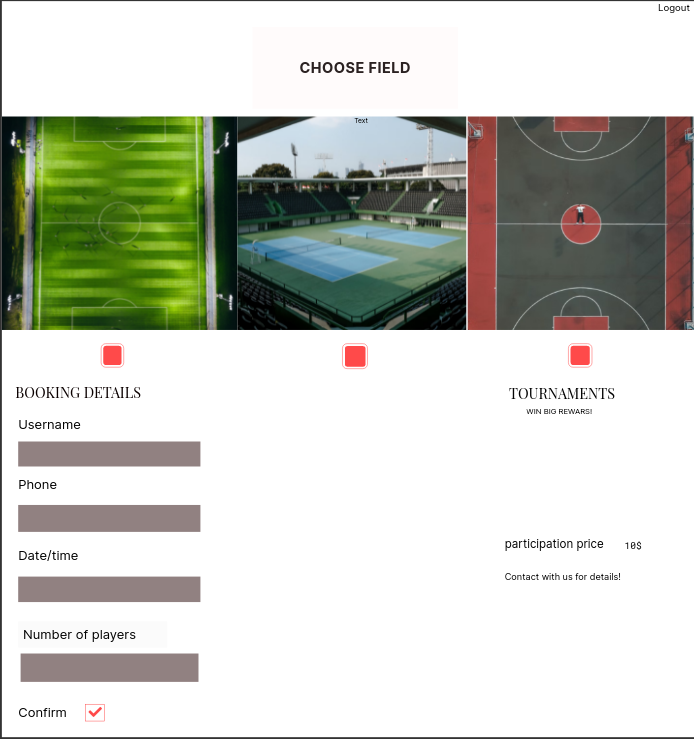 Logout
CHOOSE FIELD
Text
BOOKING DETAILS
Username
Phone
Date/time
Number of players
Confirm
TOURNAMENTS
WIN BIG REWARS!
participation price 10$
Contact with us for details!